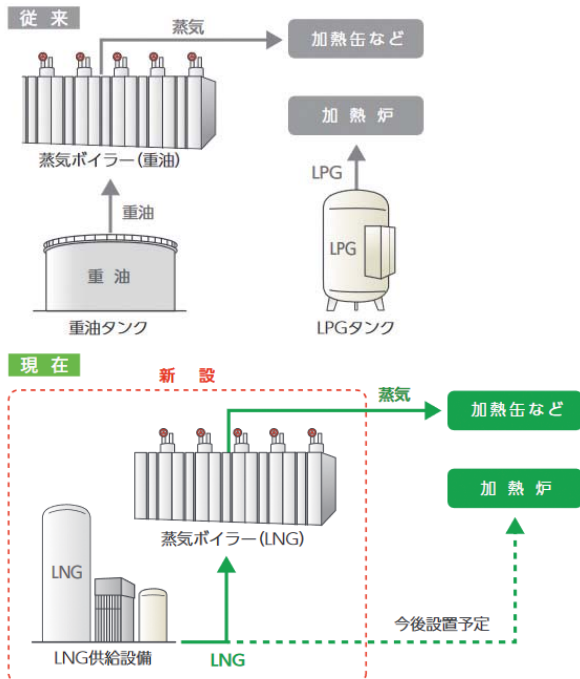 従来
蒸気
加熱缶など
加熱炉
蒸気ボイラー(重油)
LPG
重油
LPG
重油
重油タンク
LPGタンク
現在
新設
蒸気
加熱缶など
加熱炉
蒸気ボイラー(LNG)
LNG
今後設置予定
LNG供給設備
LNG